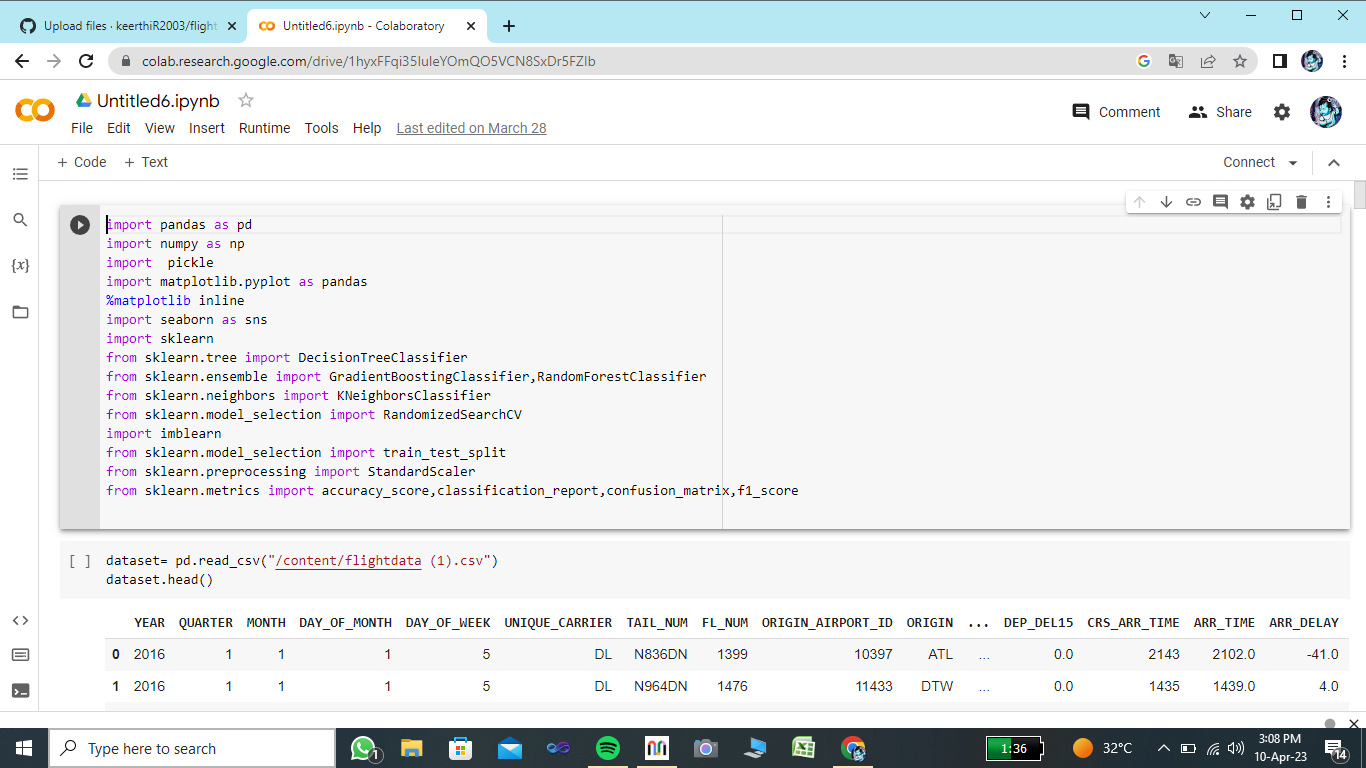 Upload files · keerthiR2003/flight
Untitled6.ipynb - Colaboratory
colab.research.google.com/drive/1hyxFFqi35IuIeYOmQO5VCN8SxDr5FZIb
Untitled6.ipynb
Comment
Share
File Edit View Insert Runtime Tools Help Last edited on March 28
+ Code + Text
Connect
import pandas as pd
import numpy as np
import  pickle
import matplotlib.pyplot as pandas
%matplotlib inline
import seaborn as sns
import sklearn
from sklearn.tree import DecisionTreeClassifier
from sklearn.ensemble import GradientBoostingClassifier,RandomForestClassifier
from sklearn.neighbors import KNeighborsClassifier
from sklearn.model_selection import RandomizedSearchCV
import imblearn
from sklearn.model_selection import train_test_split
from sklearn.preprocessing import StandardScaler
from sklearn.metrics import accuracy_score,classification_report,confusion_matrix,f1_score
{x}
[ ] dataset= pd.read_csv("/content/flightdata (1).csv")
dataset.head()
YEAR QUARTER MONTH DAY_OF_MONTH DAY_OF_WEEK UNIQUE_CARRIER TAIL_NUM FL_NUM ORIGIN_AIRPORT_ID ORIGIN ... DEP_DEL15 CRS_ARR_TIME ARR_TIME ARR_DELAY
0 2016 1 1 1 5 DL N836DN 1399 10397 ATL ... 0.0 2143 2102.0 -41.0
1 2016 1 1 1 5 DL N964DN 1476 11433 DTW ... 0.0 1435 1439.0 4.0
Type here to search
1
1:36
32°C
3:08 PM
10-Apr-23
14